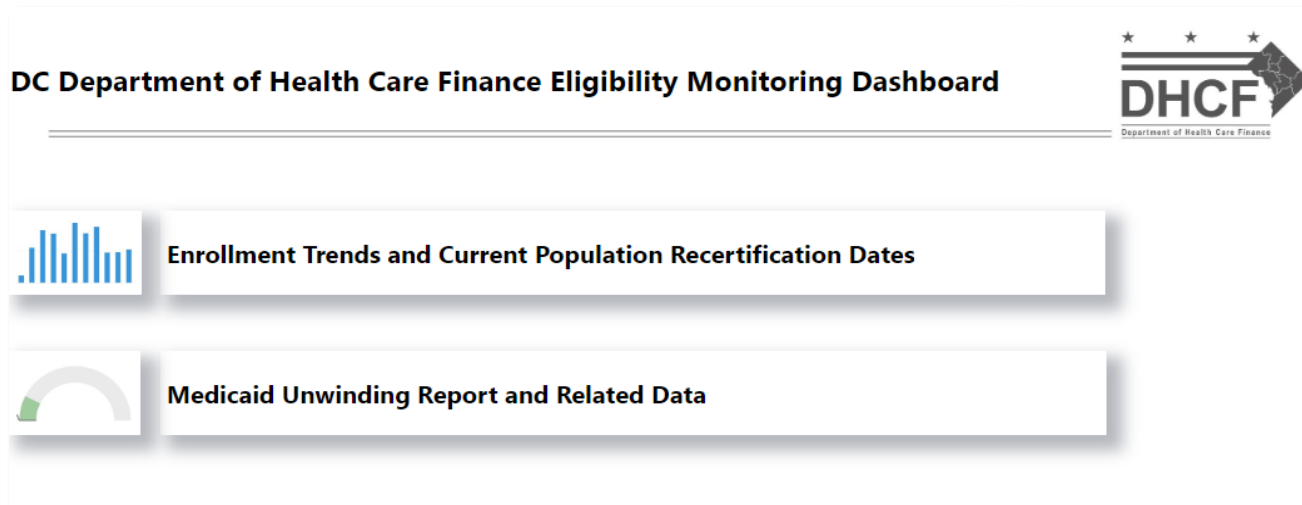 DC Department of Health Care Finance Eligibility Monitoring Dashboard
DHCF
Department of Health Care Finance
Enrollment Trends and Current Population Recertification Dates
Medicaid Unwinding Report and Related Data